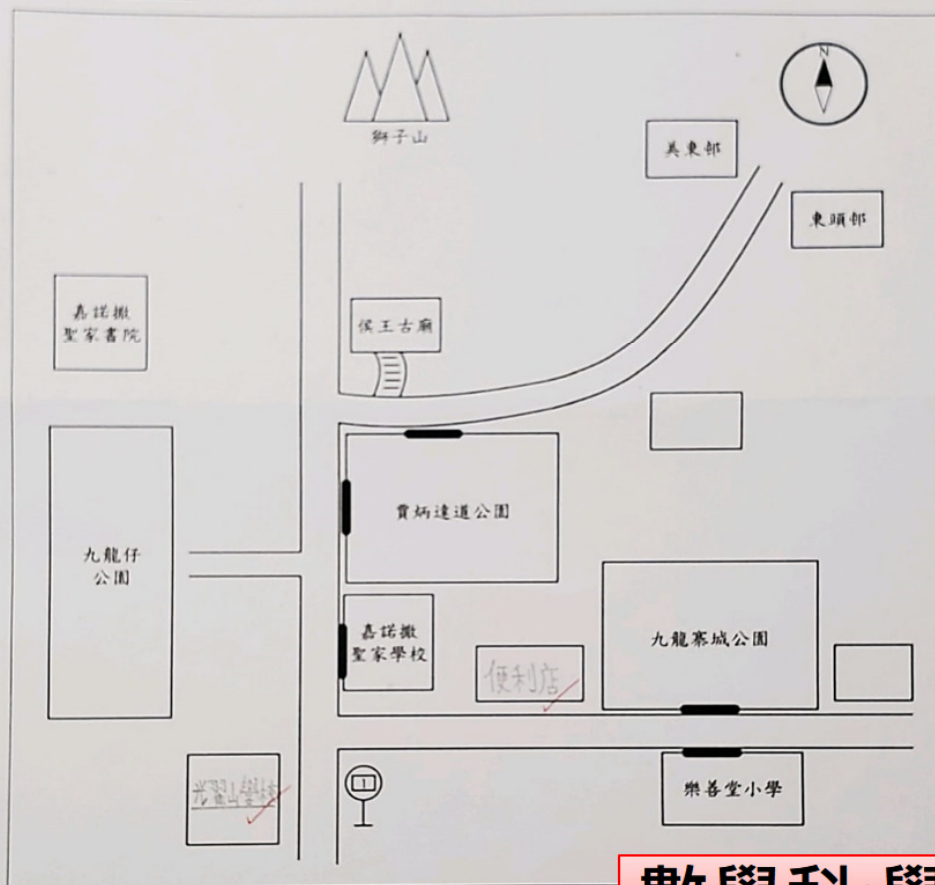 N
獅子山
美東邨
東頭邨
嘉諾撒
聖家書院
侯王古廟
賈炳達道公園
九龍仔
公園
嘉諾撒
聖家學校
便利店
九龍寨城公園
1
樂善堂小學